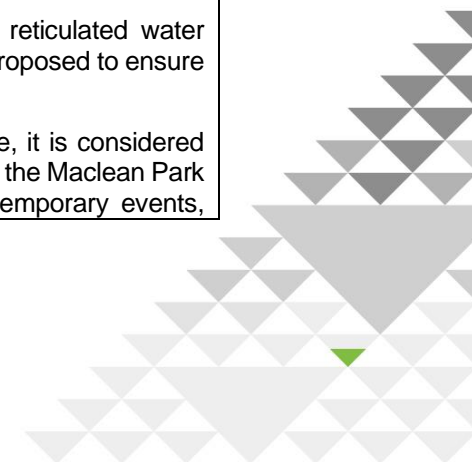 reticulated water
roposed to ensure
e, it is considered
the Maclean Park
emporary events,